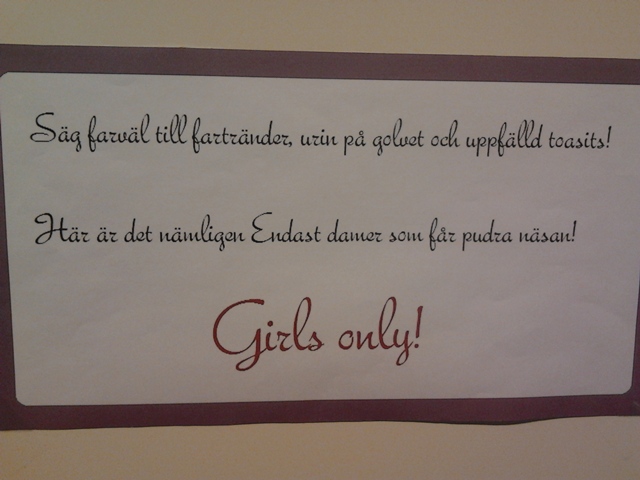 Säg farväl till fartränder, urin på golvet och uppfälld toasits!
Här är det nämligen Endast damer som får pudra näsan!
Girls only!